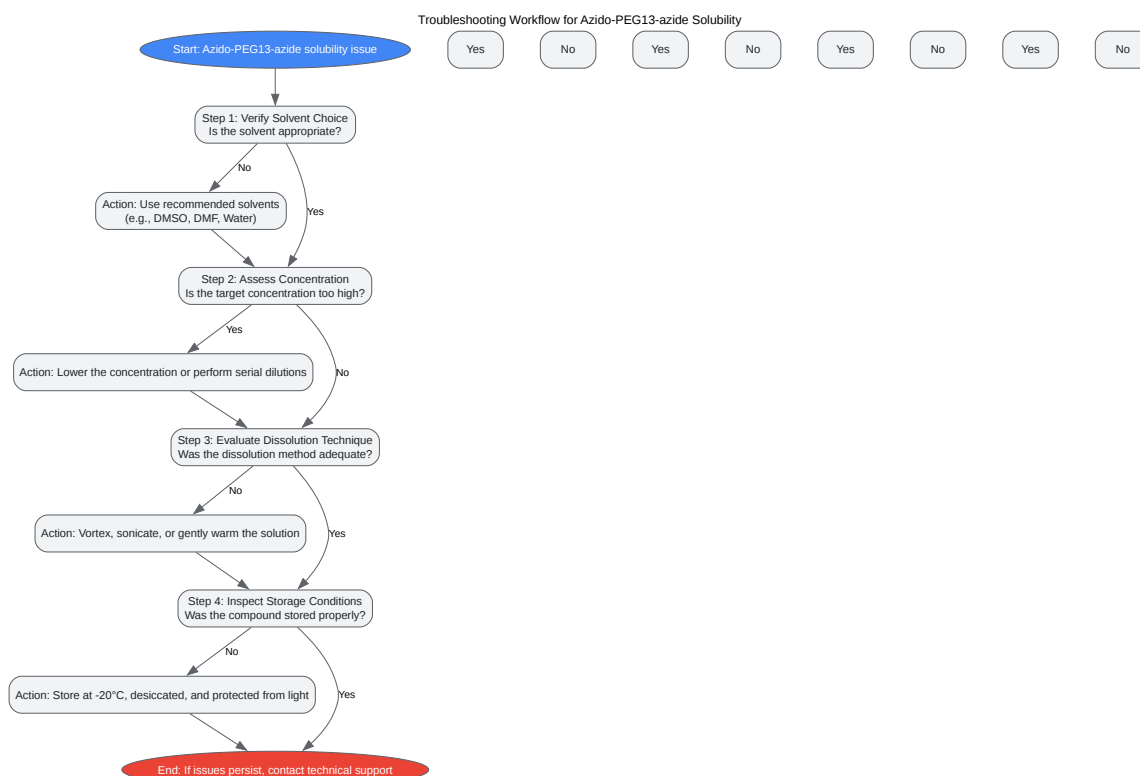 Troubleshooting Workflow for Azido-PEG13-azide Solubility
Start: Azido-PEG13-azide solubility issue
Yes
No
Yes
No
Yes
No
Yes
No
Step 1: Verify Solvent Choice
Is the solvent appropriate?
No
Action: Use recommended solvents
(e.g., DMSO, DMF, Water)
Yes
Step 2: Assess Concentration
Is the target concentration too high?
Yes
Action: Lower the concentration or perform serial dilutions
No
Step 3: Evaluate Dissolution Technique
Was the dissolution method adequate?
No
Action: Vortex, sonicate, or gently warm the solution
Yes
Step 4: Inspect Storage Conditions
Was the compound stored properly?
No
Action: Store at -20°C, desiccated, and protected from light
Yes
End: If issues persist, contact technical support